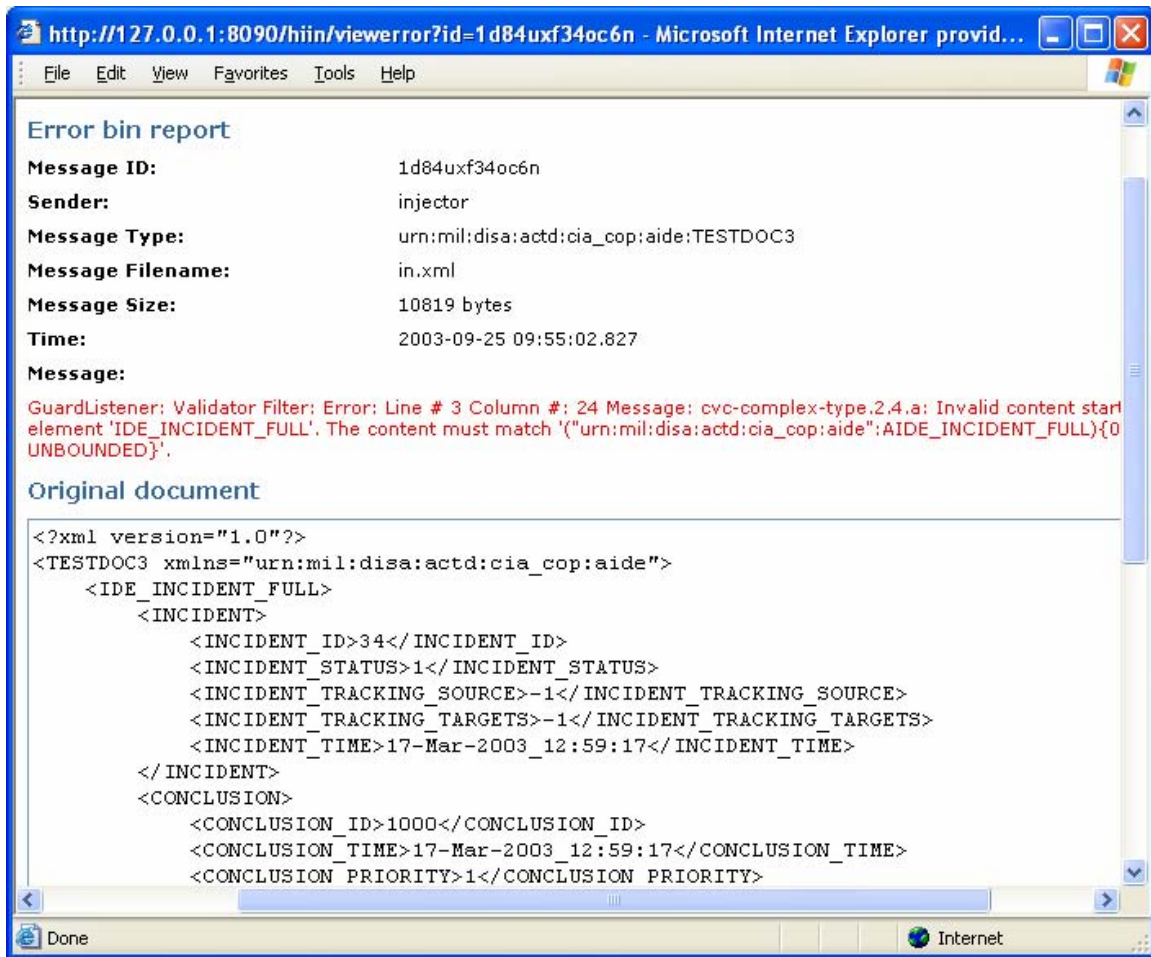 http://127.0.0.1:8090/hiin/viewerror?id=1d84uxf34oc6n - Microsoft Internet Explorer provid...
File Edit View Favorites Tools Help
Error bin report
Message ID: 1d84uxf34oc6n
Sender: injector
Message Type: urn:mil:disa:actd:cia_cop:aide:TESTDOC3
Message Filename: in.xml
Message Size: 10819 bytes
Time: 2003-09-25 09:55:02.827
Message:
GuardListener: Validator Filter: Error: Line # 3 Column #: 24 Message: cvc-complex-type.2.4.a: Invalid content start
element 'IDE_INCIDENT_FULL'. The content must match '("urn:mil:disa:actd:cia_cop:aide":AIDE_INCIDENT_FULL){0
UNBOUNDED}'.
Original document
<?xml version="1.0"?>
<TESTDOC3 xmlns="urn:mil:disa:actd:cia_cop:aide">
<IDE_INCIDENT_FULL>
<INCIDENT>
<INCIDENT_ID>34</INCIDENT_ID>
<INCIDENT_STATUS>1</INCIDENT_STATUS>
<INCIDENT_TRACKING_SOURCE>-1</INCIDENT_TRACKING_SOURCE>
<INCIDENT_TRACKING_TARGETS>-1</INCIDENT_TRACKING_TARGETS>
<INCIDENT_TIME>17-Mar-2003_12:59:17</INCIDENT_TIME>
</INCIDENT>
<CONCLUSION>
<CONCLUSION_ID>1000</CONCLUSION_ID>
<CONCLUSION_TIME>17-Mar-2003_12:59:17</CONCLUSION_TIME>
<CONCLUSION PRIORITY>1</CONCLUSION PRIORITY>
Done Internet